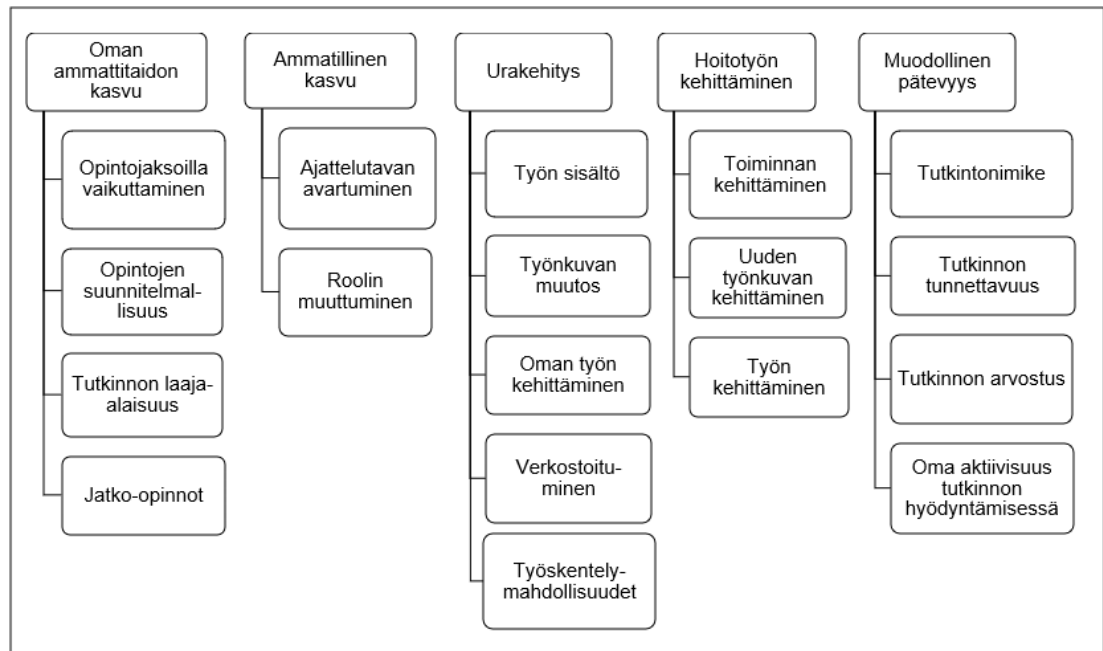 Oman
ammattitaidon
kasvu
Opintojaksoilla
vaikuttaminen
Opintojen
suunnitelmal-
lisuus
Tutkinnon laaja-
alaisuus
Jatko-opinnot
Ammatillinen
kasvu
Ajattelutavan
avartuminen
Roolin
muuttuminen
Urakehitys
Työn sisältö
Työnkuvan
muutos
Oman työn
kehittäminen
Verkostoitu-
minen
Työskentely-
mahdollisuudet
Hoitotyön
kehittäminen
Toiminnan
kehittäminen
Uuden
työnkuvan
kehittäminen
Työn
kehittäminen
Muodollinen
pätevyys
Tutkintonimike
Tutkinnon
tunnettavuus
Tutkinnon arvostus
Oma aktiivisuus
tutkinnon
hyödyntämisessä